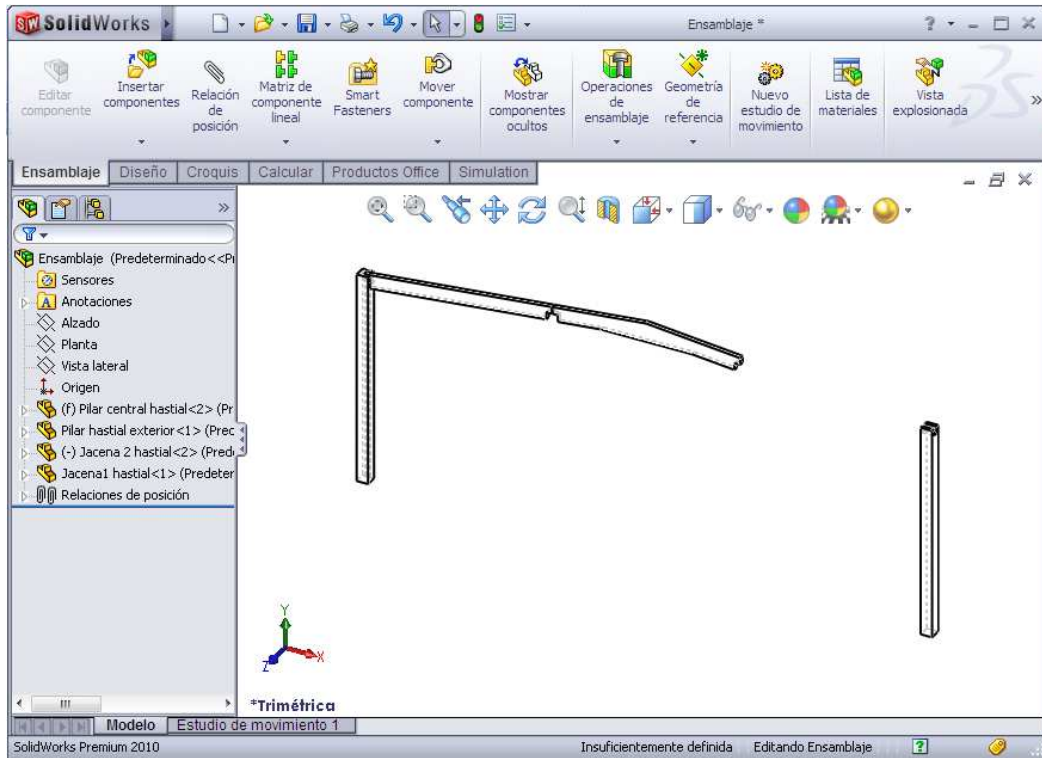 SolidWorks
Ensamblaje *
Editar componente
Insertar componentes
Relación de posición
Matriz de componente lineal
Smart Fasteners
Mover componente
Mostrar componentes ocultos
Operaciones de ensamblaje
Geometría de referencia
Nuevo estudio de movimiento
Lista de materiales
Vista explosionada
Ensamblaje Diseño Croquis Calcular Productos Office Simulation
Ensamblaje (Predeterminado<<Pr
Sensores
Anotaciones
Alzado
Planta
Vista lateral
Origen
(f) Pilar central hastial<2> (Pr
Pilar hastial exterior<1> (Prec
(-) Jacena 2 hastial<2> (Prede
Jacena1 hastial<1> (Predeter
Relaciones de posición
Y
X
Z
*Trimétrica
Modelo Estudio de movimiento 1
SolidWorks Premium 2010 Insuficientemente definida Editando Ensamblaje